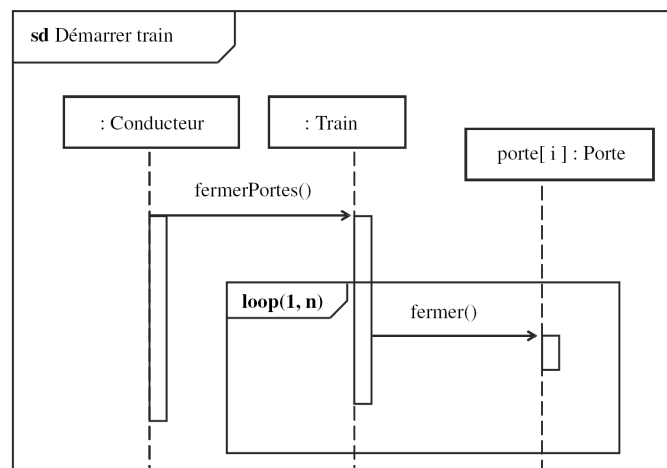 sd Démarrer train
: Conducteur
: Train
porte[ i ] : Porte
fermerPortes()
loop(1, n)
fermer()